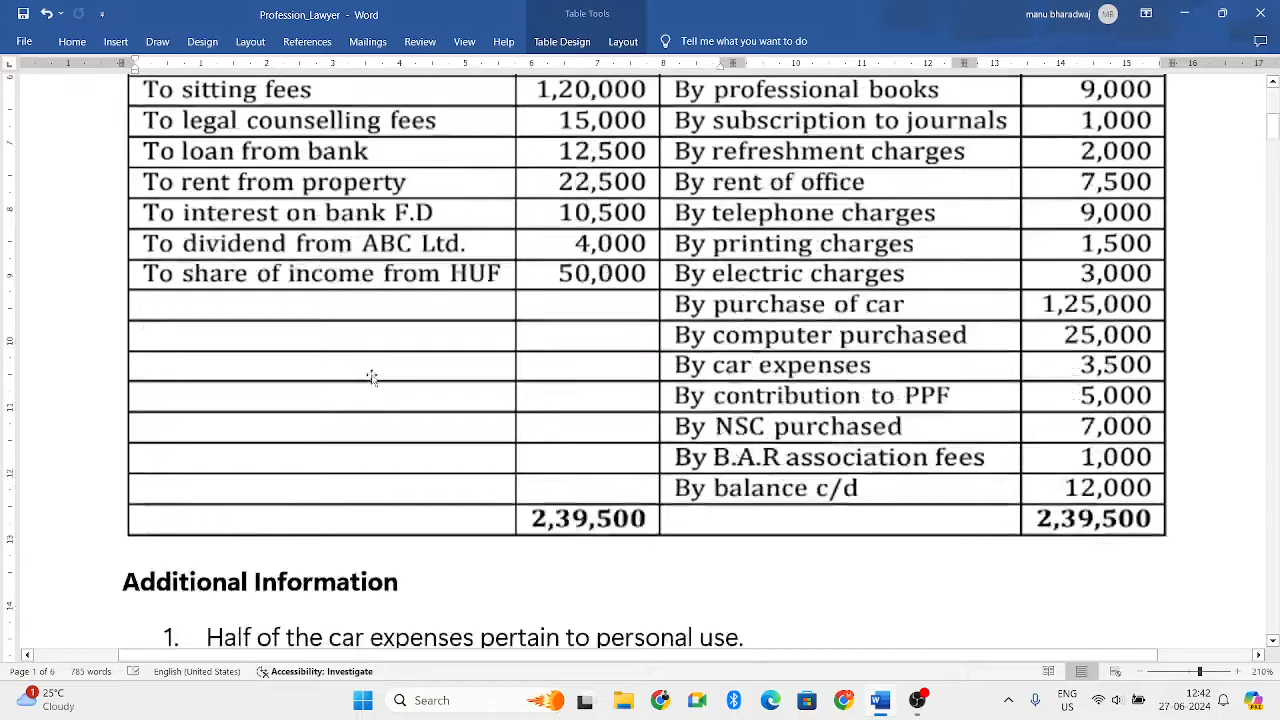 Profession_Lawyer - Word
Table Tools
manu bharadwaj
MB
File Home Insert Draw Design Layout References Mailings Review View Help Table Design Layout Tell me what you want to do
To sitting fees 1,20,000 By professional books 9,000
To legal counselling fees 15,000 By subscription to journals 1,000
To loan from bank 12,500 By refreshment charges 2,000
To rent from property 22,500 By rent of office 7,500
To interest on bank F.D 10,500 By telephone charges 9,000
To dividend from ABC Ltd. 4,000 By printing charges 1,500
To share of income from HUF 50,000 By electric charges 3,000
By purchase of car 1,25,000
By computer purchased 25,000
By car expenses 3,500
By contribution to PPF 5,000
By NSC purchased 7,000
By B.A.R association fees 1,000
By balance c/d 12,000
2,39,500 2,39,500
Additional Information
1. Half of the car expenses pertain to personal use.
Page 1 of 6 785 words English (United States) Accessibility: Investigate 210%
1 25°C Cloudy Search ENG US 12:42 27-06-2024